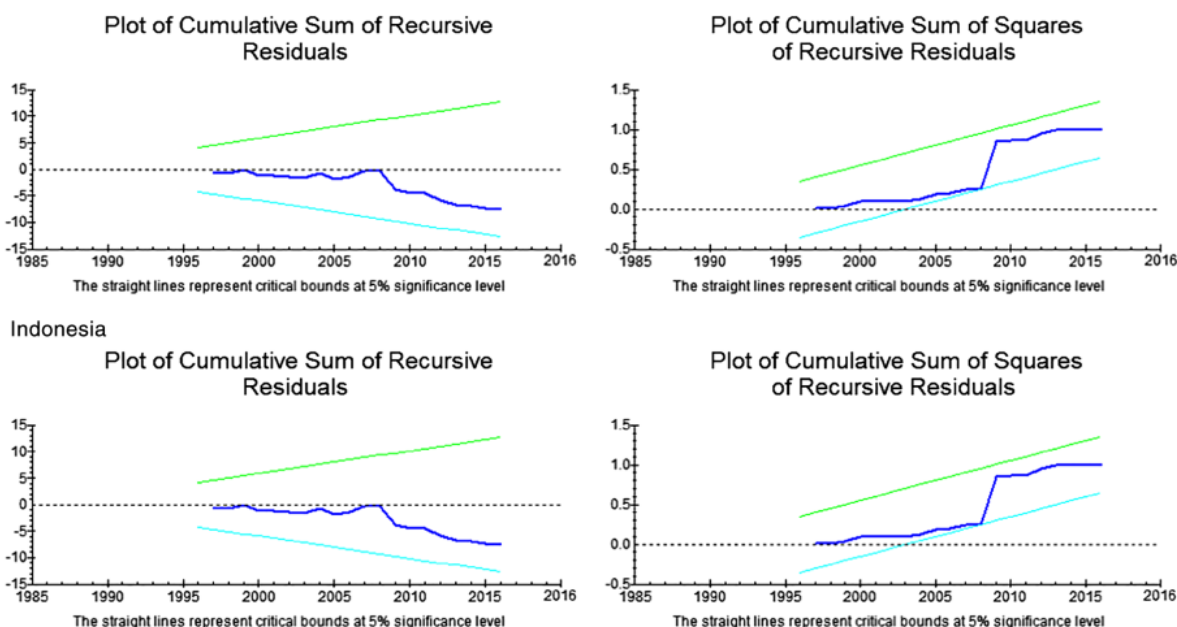 Plot of Cumulative Sum of Recursive
Residuals
15
10
5
0
-5
-10
-15
1985 1990 1995 2000 2005 2010 2015 2016
The straight lines represent critical bounds at 5% significance level
Plot of Cumulative Sum of Squares
of Recursive Residuals
1.5
1.0
0.5
0.0
-0.5
1985 1990 1995 2000 2005 2010 2015 2016
The straight lines represent critical bounds at 5% significance level
Indonesia
Plot of Cumulative Sum of Recursive
Residuals
15
10
5
0
-5
-10
-15
1985 1990 1995 2000 2005 2010 2015 2016
The straight lines represent critical bounds at 5% significance level
Plot of Cumulative Sum of Squares
of Recursive Residuals
1.5
1.0
0.5
0.0
-0.5
1985 1990 1995 2000 2005 2010 2015 2016
The straight lines represent critical bounds at 5% significance level